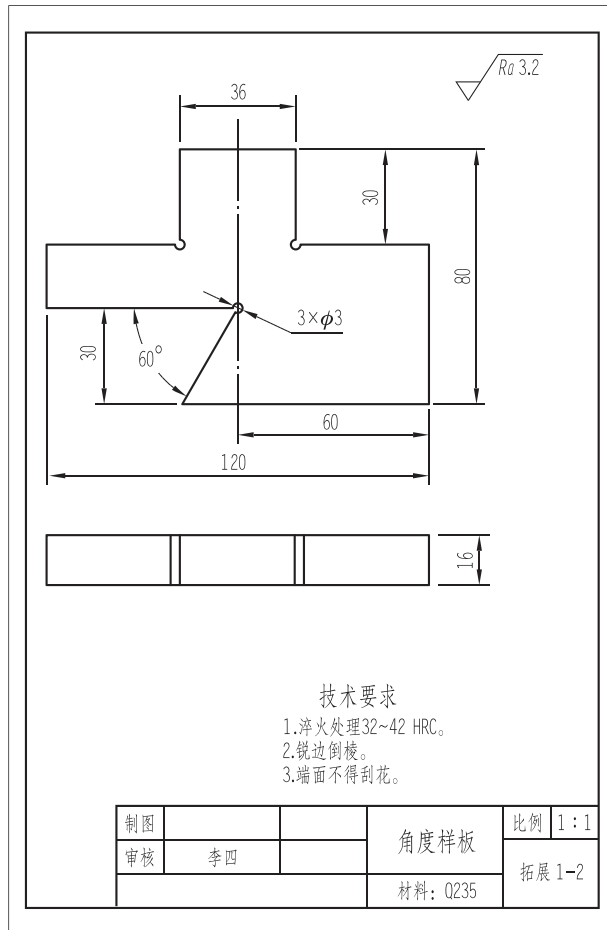 Ra 3.2
36
30
80
3×ϕ3
30
60°
60
120
16
技术要求
1.淬火处理32~42 HRC。
2.锐边倒棱。
3.端面不得刮花。
制图
角度样板
比例 1:1
审核 李四
拓展 1-2
材料: Q235